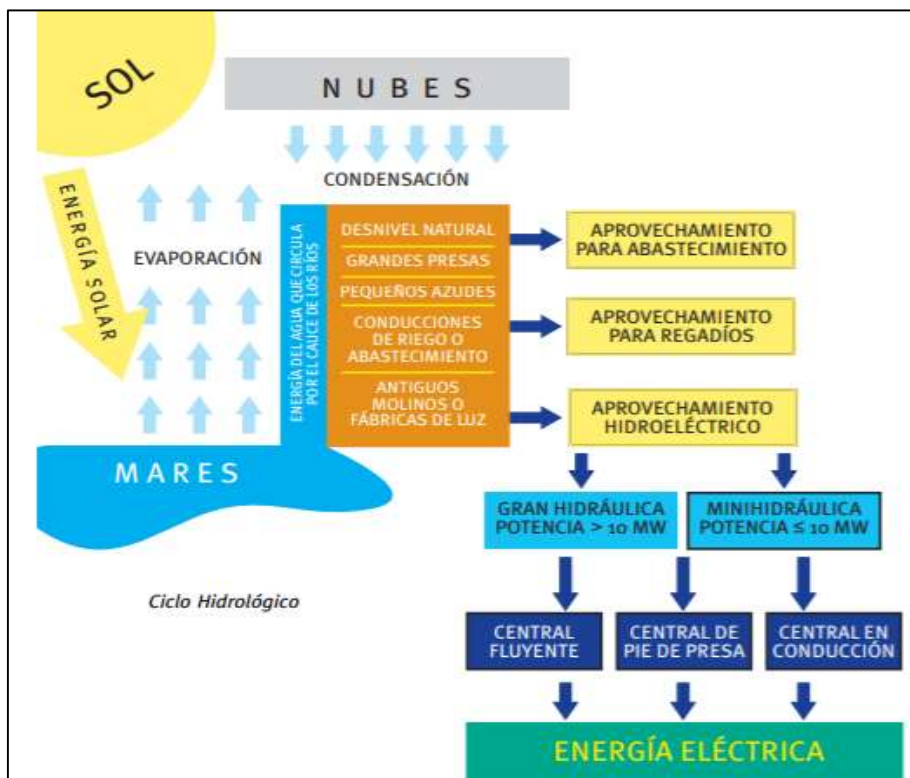 SOL
NUBES
ENERGÍA SOLAR
CONDENSACIÓN
EVAPORACIÓN
ENERGÍA DEL AGUA QUE CIRCULA
POR EL CAUCE DE LOS RÍOS
DESNIVEL NATURAL
GRANDES PRESAS
PEQUEÑOS AZUDES
CONDUCCIONES
DE RIEGO O
ABASTECIMIENTO
ANTIGUOS
MOLINOS O
FÁBRICAS DE LUZ
APROVECHAMIENTO
PARA ABASTECIMIENTO
APROVECHAMIENTO
PARA REGADÍOS
APROVECHAMIENTO
HIDROELÉCTRICO
MARES
GRAN HIDRÁULICA
POTENCIA > 10 MW
MINIHIDRÁULICA
POTENCIA ≤ 10 MW
Ciclo Hidrológico
CENTRAL
FLUYENTE
CENTRAL DE
PIE DE PRESA
CENTRAL EN
CONDUCCIÓN
ENERGÍA ELÉCTRICA